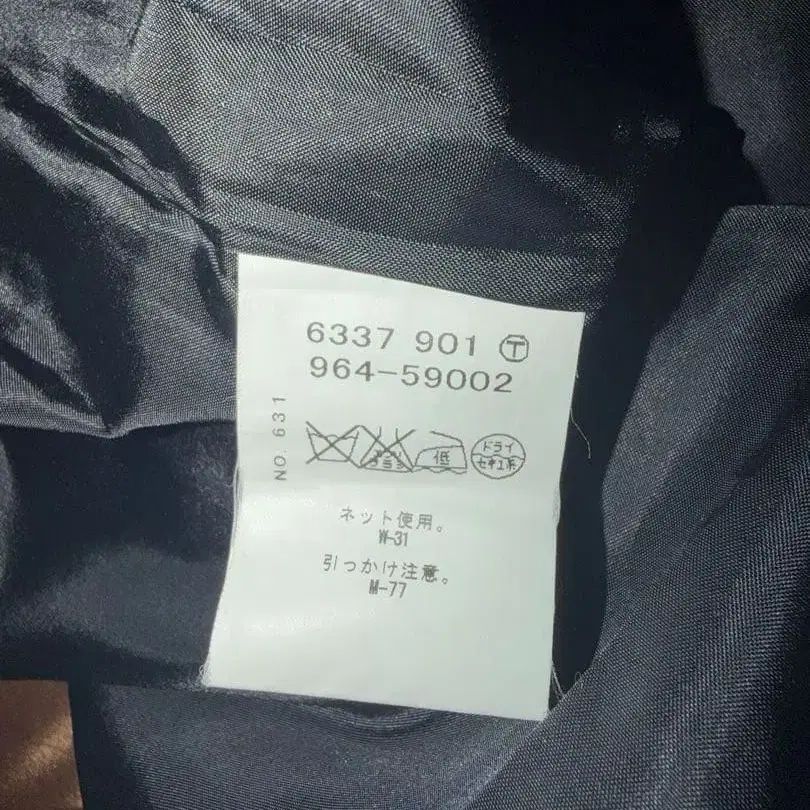 6337 901 Ⓣ
964-59002
NO. 631
低
ドライ
セキユ系
ネット使用。
W-31
引っかけ注意。
M-77